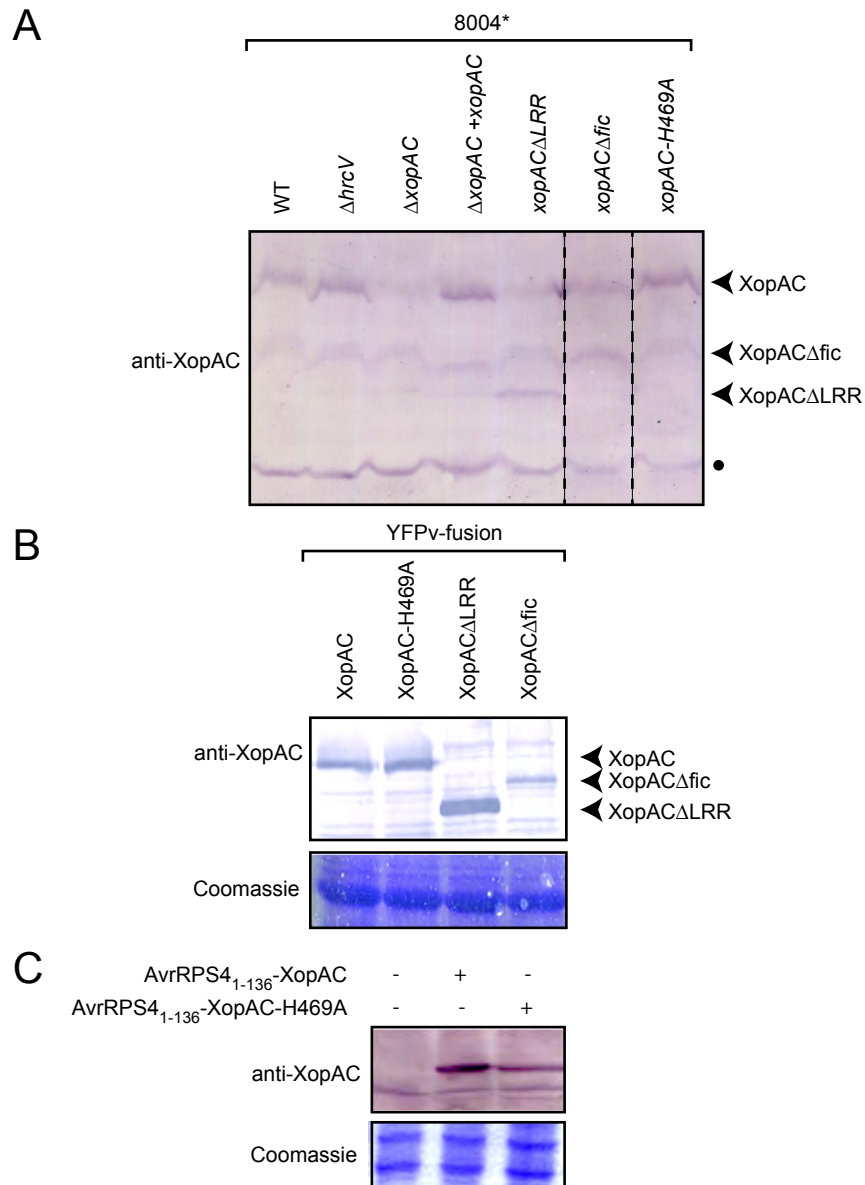 A
8004*
WT
ΔhrcV
ΔxopAC
ΔxopAC +xopAC
xopACΔLRR
xopACΔfic
xopAC-H469A
anti-XopAC
XopAC
XopACΔfic
XopACΔLRR
B
YFPv-fusion
XopAC
XopAC-H469A
XopACΔLRR
XopACΔfic
anti-XopAC
XopAC
XopACΔfic
XopACΔLRR
Coomassie
C
AvrRPS4₁₋₁₃₆-XopAC - + -
AvrRPS4₁₋₁₃₆-XopAC-H469A - - +
anti-XopAC
Coomassie